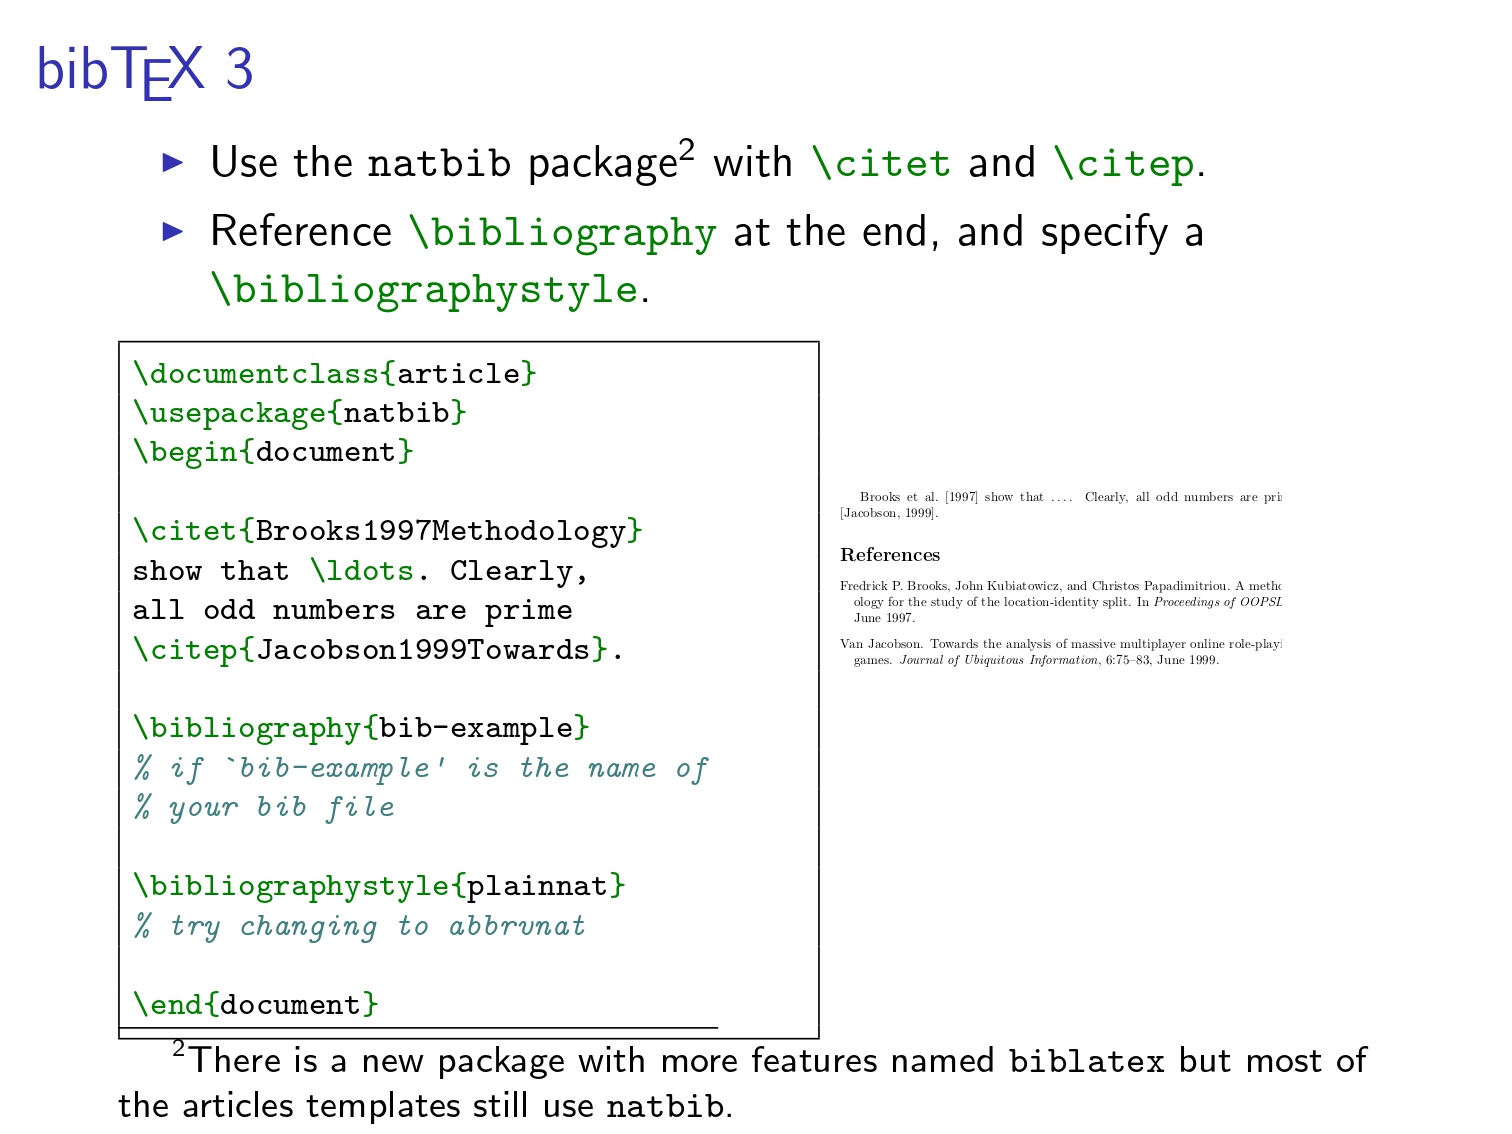 bibTEX 3
▶ Use the natbib package2 with \citet and \citep.
▶ Reference \bibliography at the end, and specify a
\bibliographystyle.
\documentclass{article}
\usepackage{natbib}
\begin{document}
\citet{Brooks1997Methodology}
show that \ldots. Clearly,
all odd numbers are prime
\citep{Jacobson1999Towards}.
\bibliography{bib-example}
% if `bib-example' is the name of
% your bib file
\bibliographystyle{plainnat}
% try changing to abbrvnat
\end{document}
Brooks et al. [1997] show that .... Clearly, all odd numbers are pri
[Jacobson, 1999].
References
Fredrick P. Brooks, John Kubiatowicz, and Christos Papadimitriou. A metho
ology for the study of the location-identity split. In Proceedings of OOPSL
June 1997.
Van Jacobson. Towards the analysis of massive multiplayer online role-playi
games. Journal of Ubiquitous Information, 6:75–83, June 1999.
2There is a new package with more features named biblatex but most of
the articles templates still use natbib.